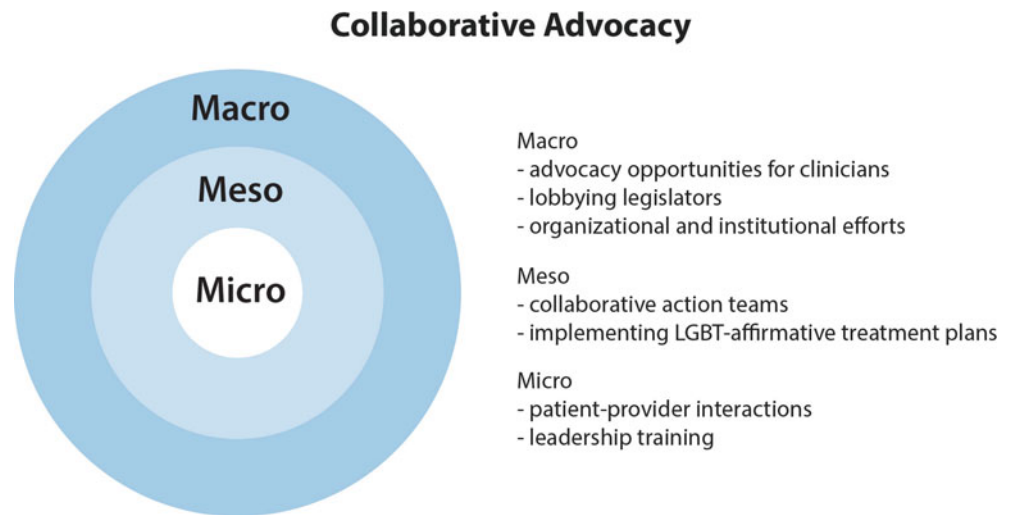 Collaborative Advocacy
Macro
Meso
Micro
Macro
- advocacy opportunities for clinicians
- lobbying legislators
- organizational and institutional efforts
Meso
- collaborative action teams
- implementing LGBT-affirmative treatment plans
Micro
- patient-provider interactions
- leadership training